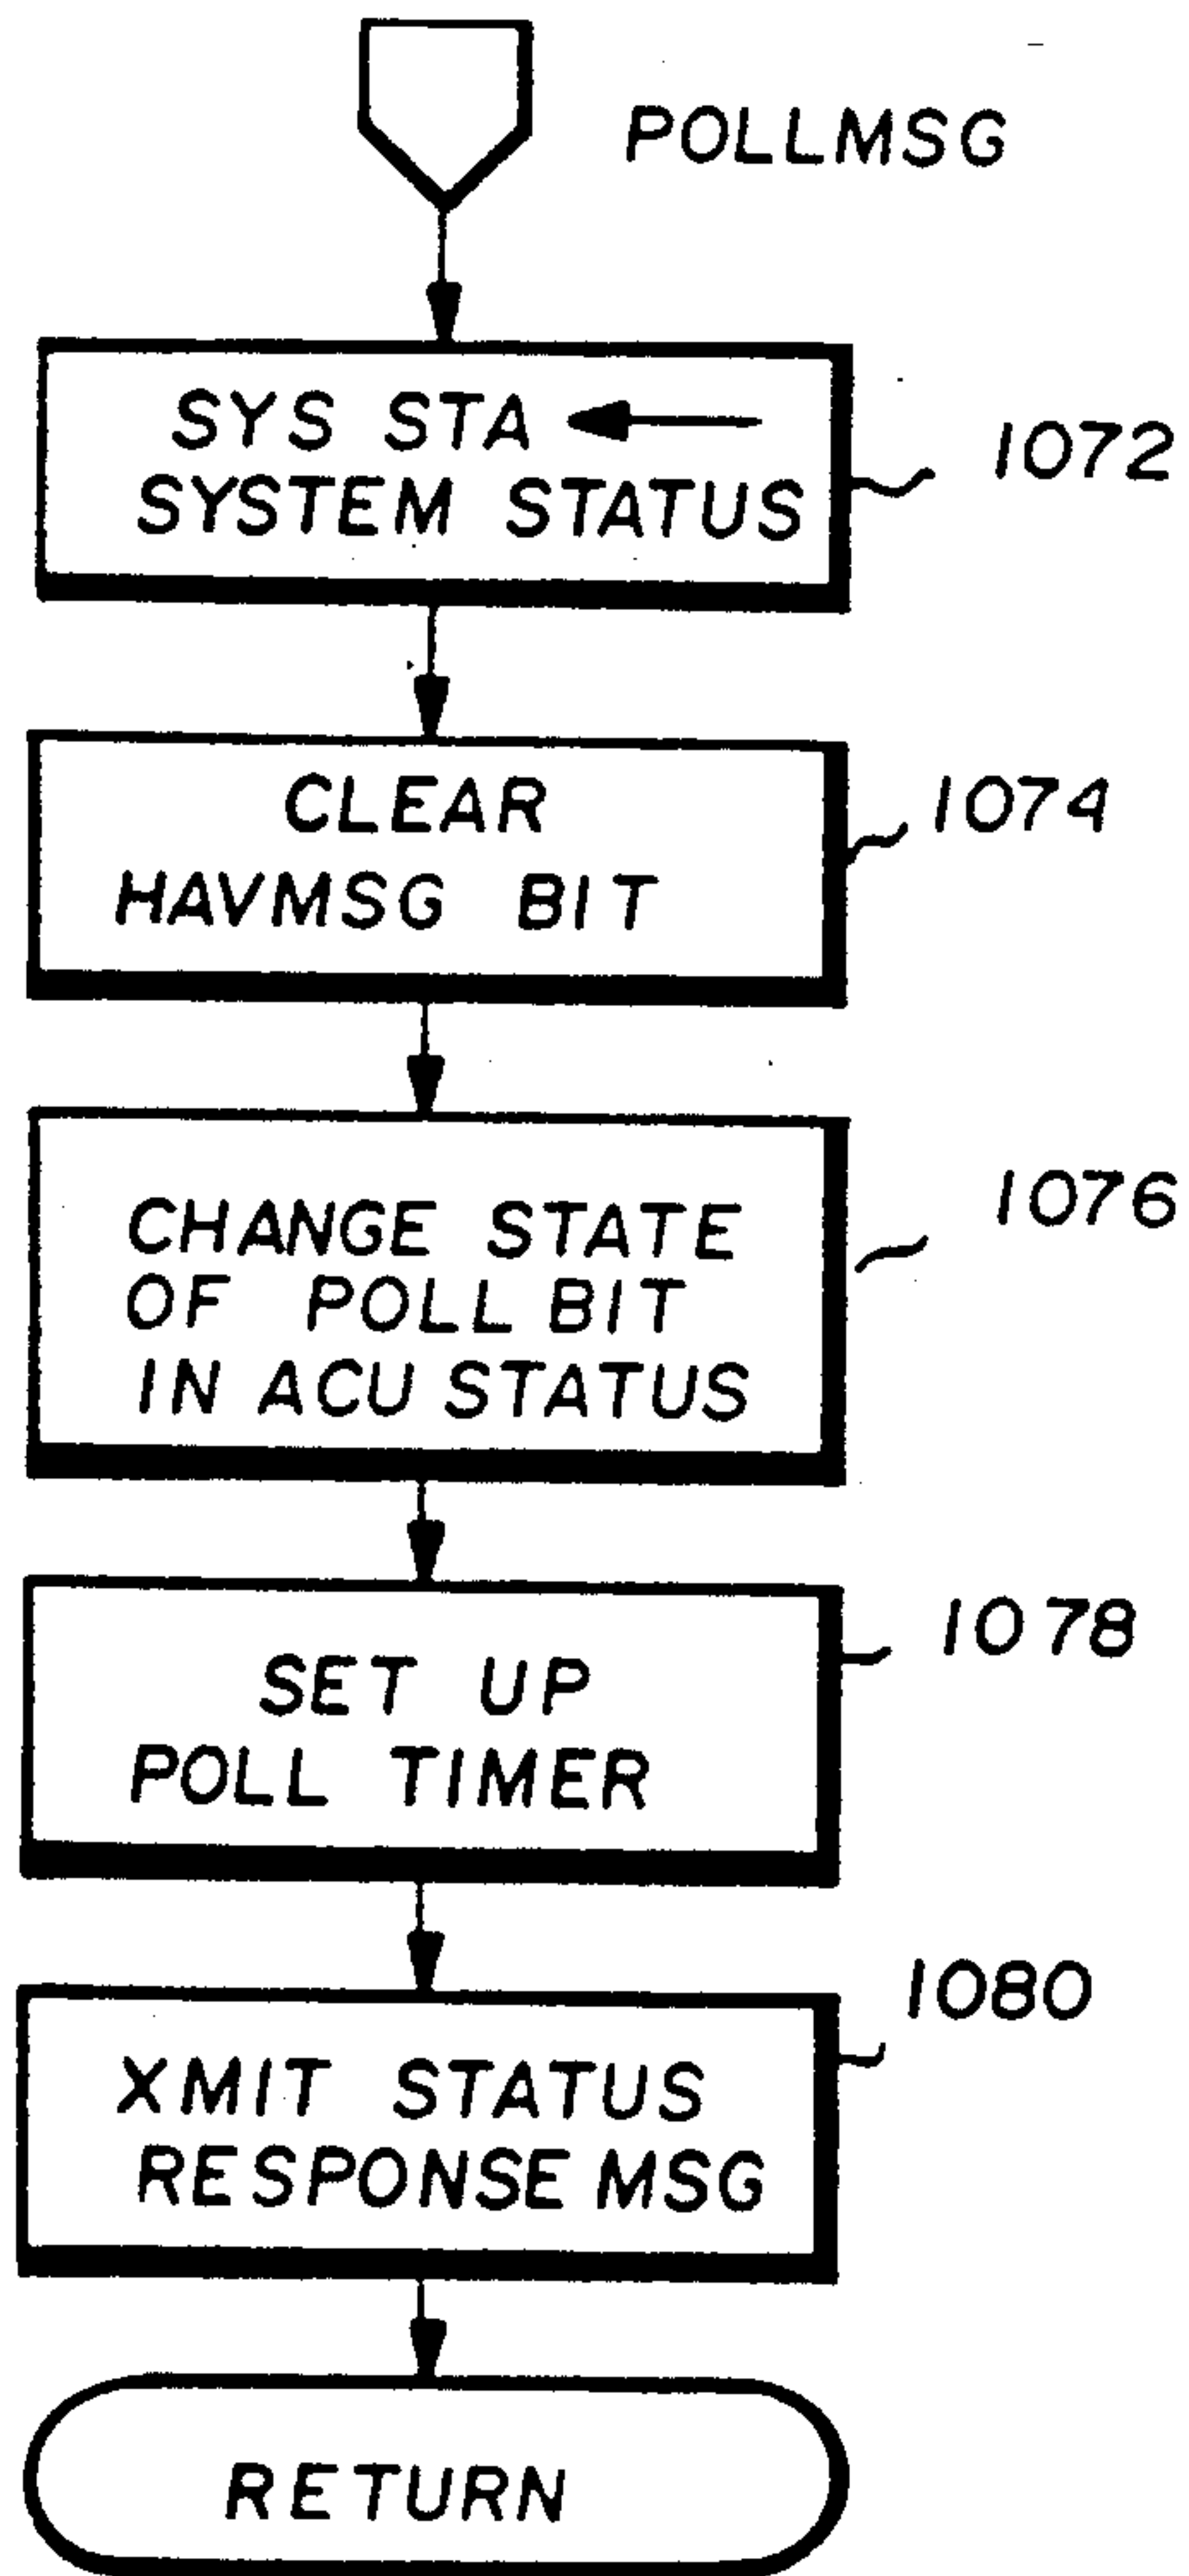 POLLMSG
SYS STA ←
SYSTEM STATUS
1072
CLEAR
HAVMSG BIT
1074
CHANGE STATE
OF POLL BIT
IN ACU STATUS
1076
SET UP
POLL TIMER
1078
XMIT STATUS
RESPONSE MSG
1080
RETURN